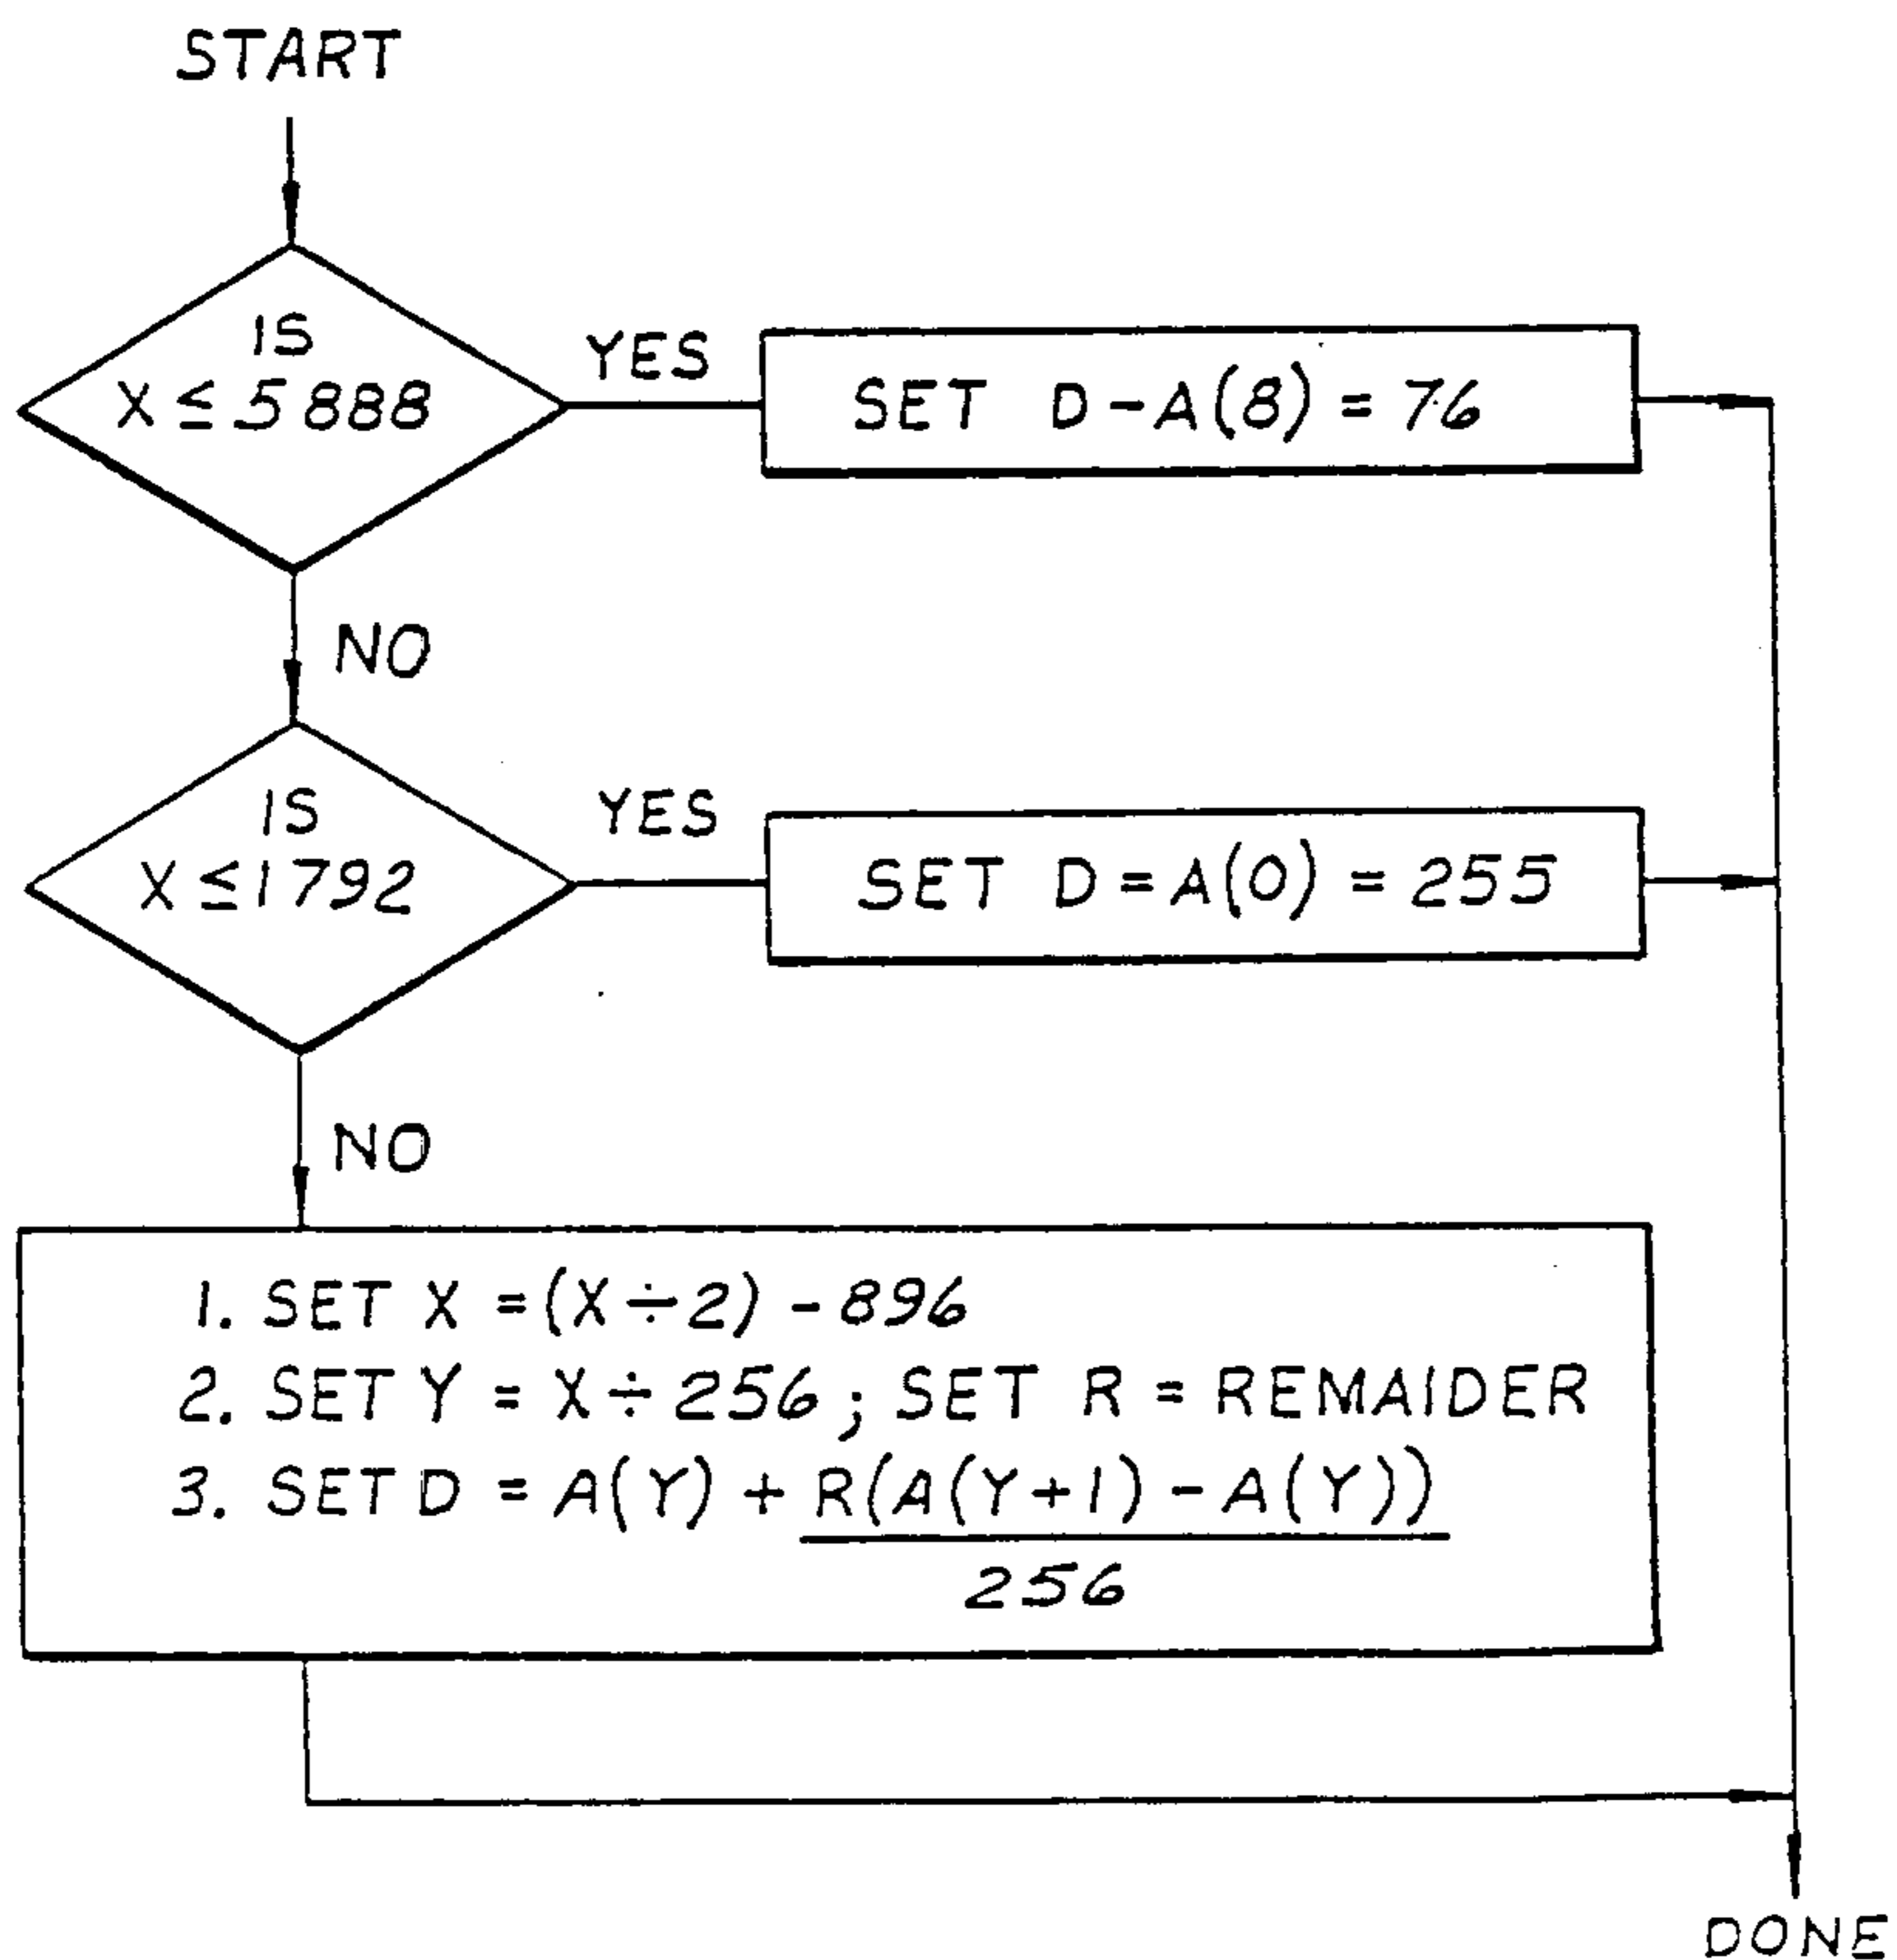 START
IS
X ≤ 5888
YES
SET D-A(8) = 76
NO
IS
X ≤ 1792
YES
SET D = A(0) = 255
NO
1. SET X = (X ÷ 2) - 896
2. SET Y = X ÷ 256; SET R = REMAIDER
3. SET D = A(Y) + R(A(Y+1) - A(Y))
256
DONE